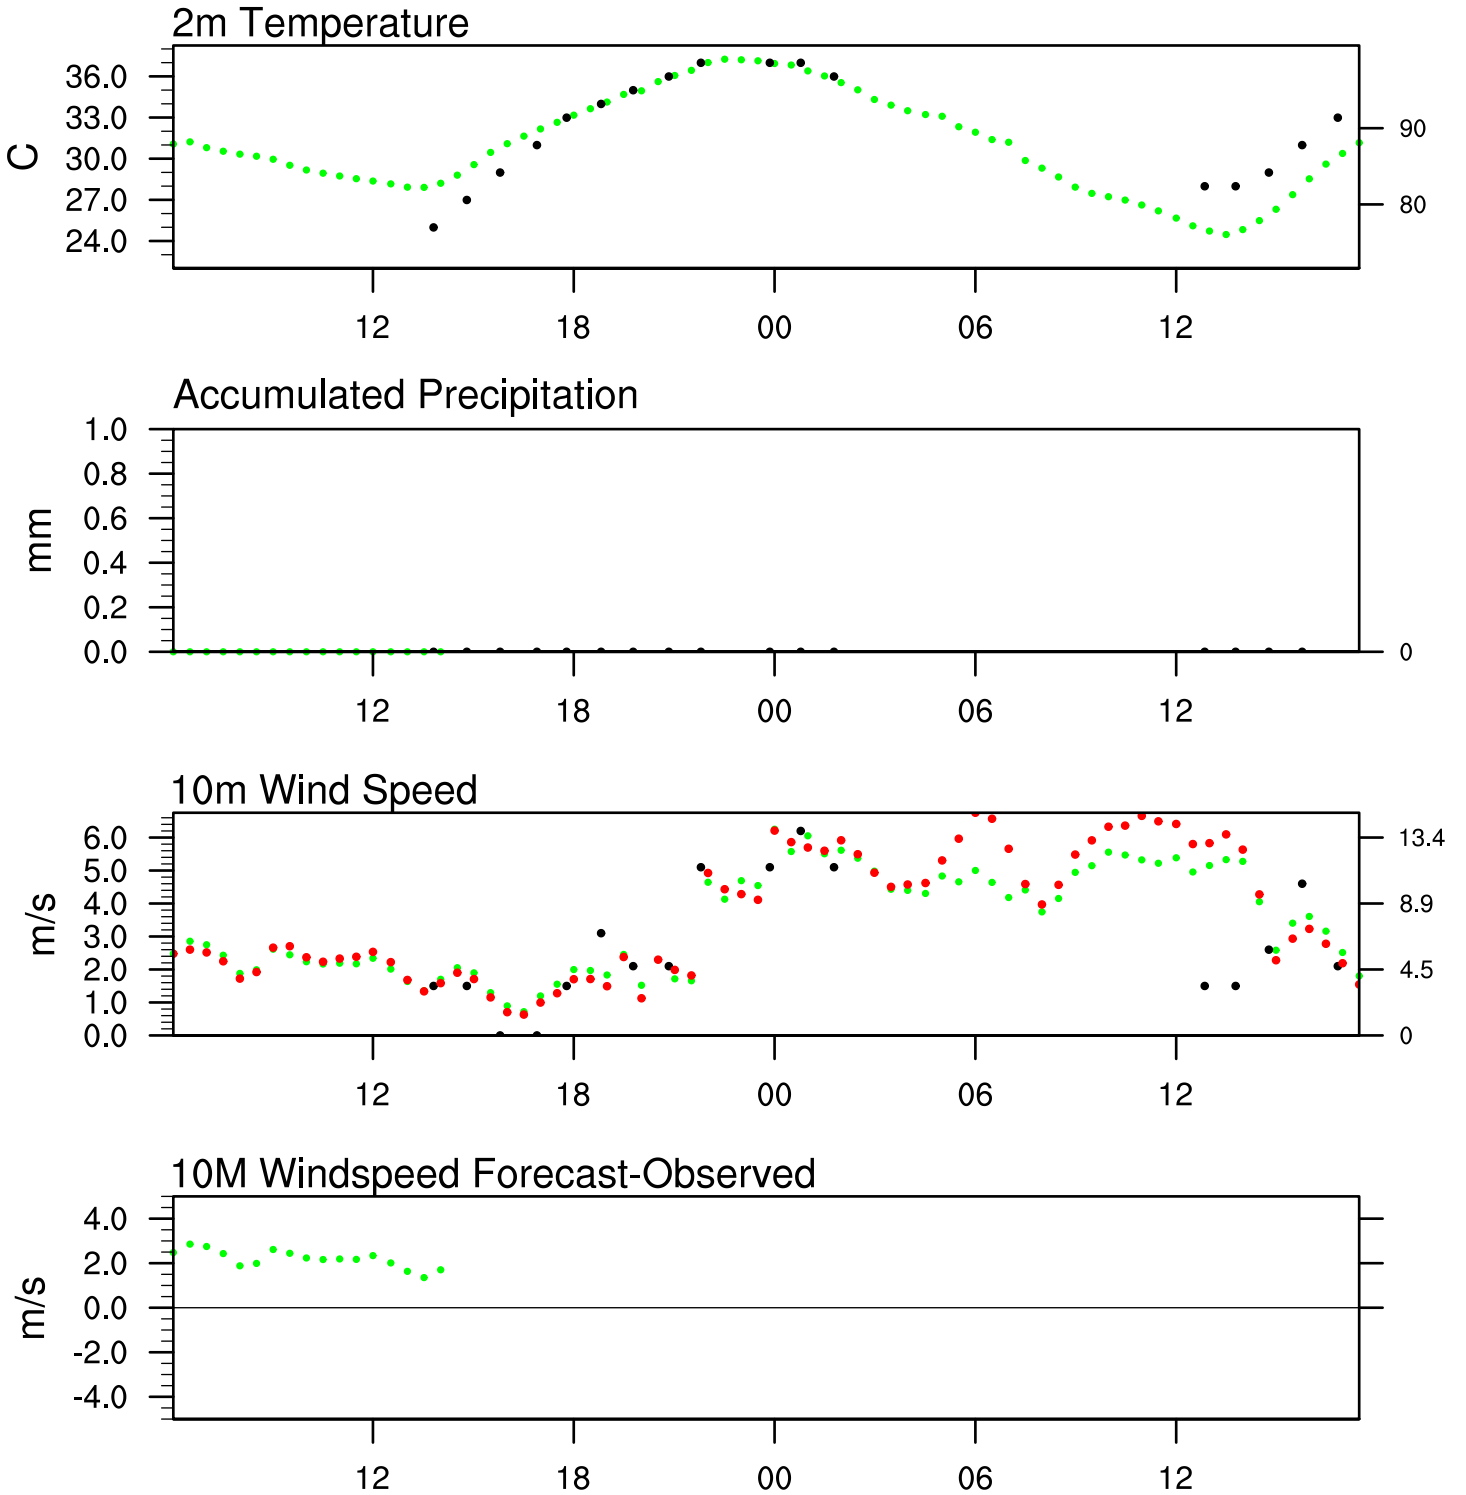 2m Temperature
36.0
33.0
30.0
27.0
24.0
C
90
80
12 18 00 06 12
Accumulated Precipitation
1.0
0.8
0.6
0.4
0.2
0.0
mm
0
12 18 00 06 12
10m Wind Speed
6.0
5.0
4.0
3.0
2.0
1.0
0.0
m/s
13.4
8.9
4.5
0
12 18 00 06 12
10M Windspeed Forecast-Observed
4.0
2.0
0.0
-2.0
-4.0
m/s
12 18 00 06 12